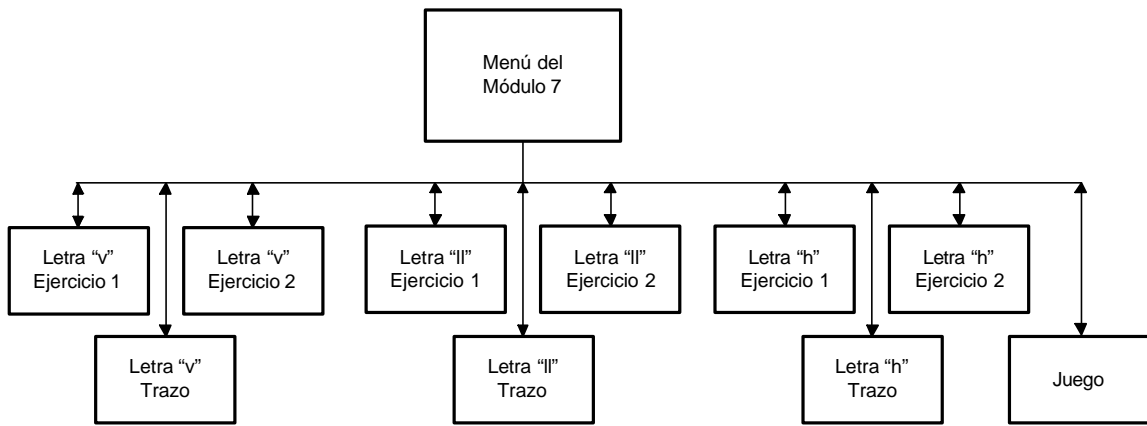 Menú del
Módulo 7
Letra “v”
Ejercicio 1
Letra “v”
Ejercicio 2
Letra “ll”
Ejercicio 1
Letra “ll”
Ejercicio 2
Letra “h”
Ejercicio 1
Letra “h”
Ejercicio 2
Letra “v”
Trazo
Letra “ll”
Trazo
Letra “h”
Trazo
Juego